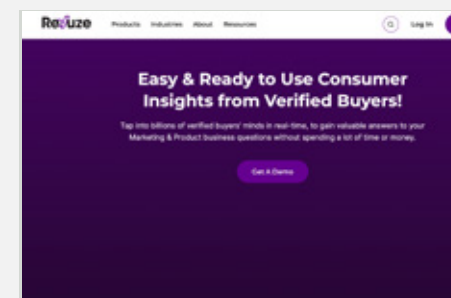 Revuze
Products Industries About Resources
Log In
Easy & Ready to Use Consumer
Insights from Verified Buyers!
Tap into billions of verified buyers' minds in real-time, to gain valuable answers to your
Marketing & Product business questions without spending a lot of time or money.
Get A Demo